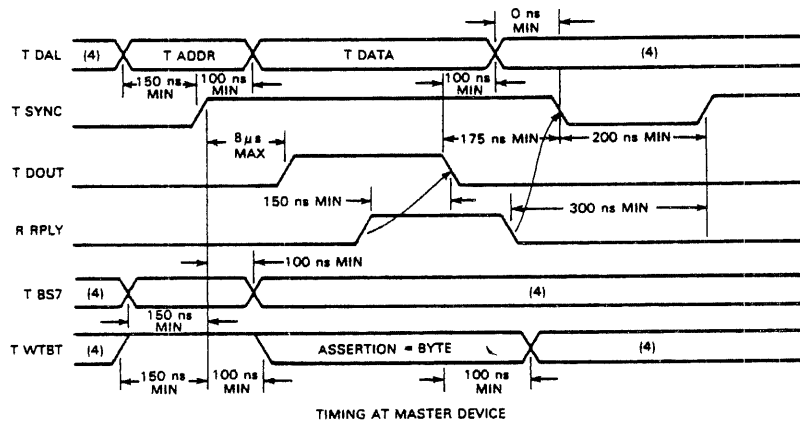 0 ns
MIN
T DAL (4) T ADDR T DATA (4)
150 ns
MIN
100 ns
MIN
100 ns
MIN
T SYNC
8 μs
MAX
175 ns MIN
200 ns MIN
T DOUT
150 ns MIN
300 ns MIN
R RPLY
100 ns MIN
T BS7 (4) (4)
150 ns
MIN
T WTBT (4) ASSERTION = BYTE (4)
150 ns
MIN
100 ns
MIN
100 ns
MIN
TIMING AT MASTER DEVICE